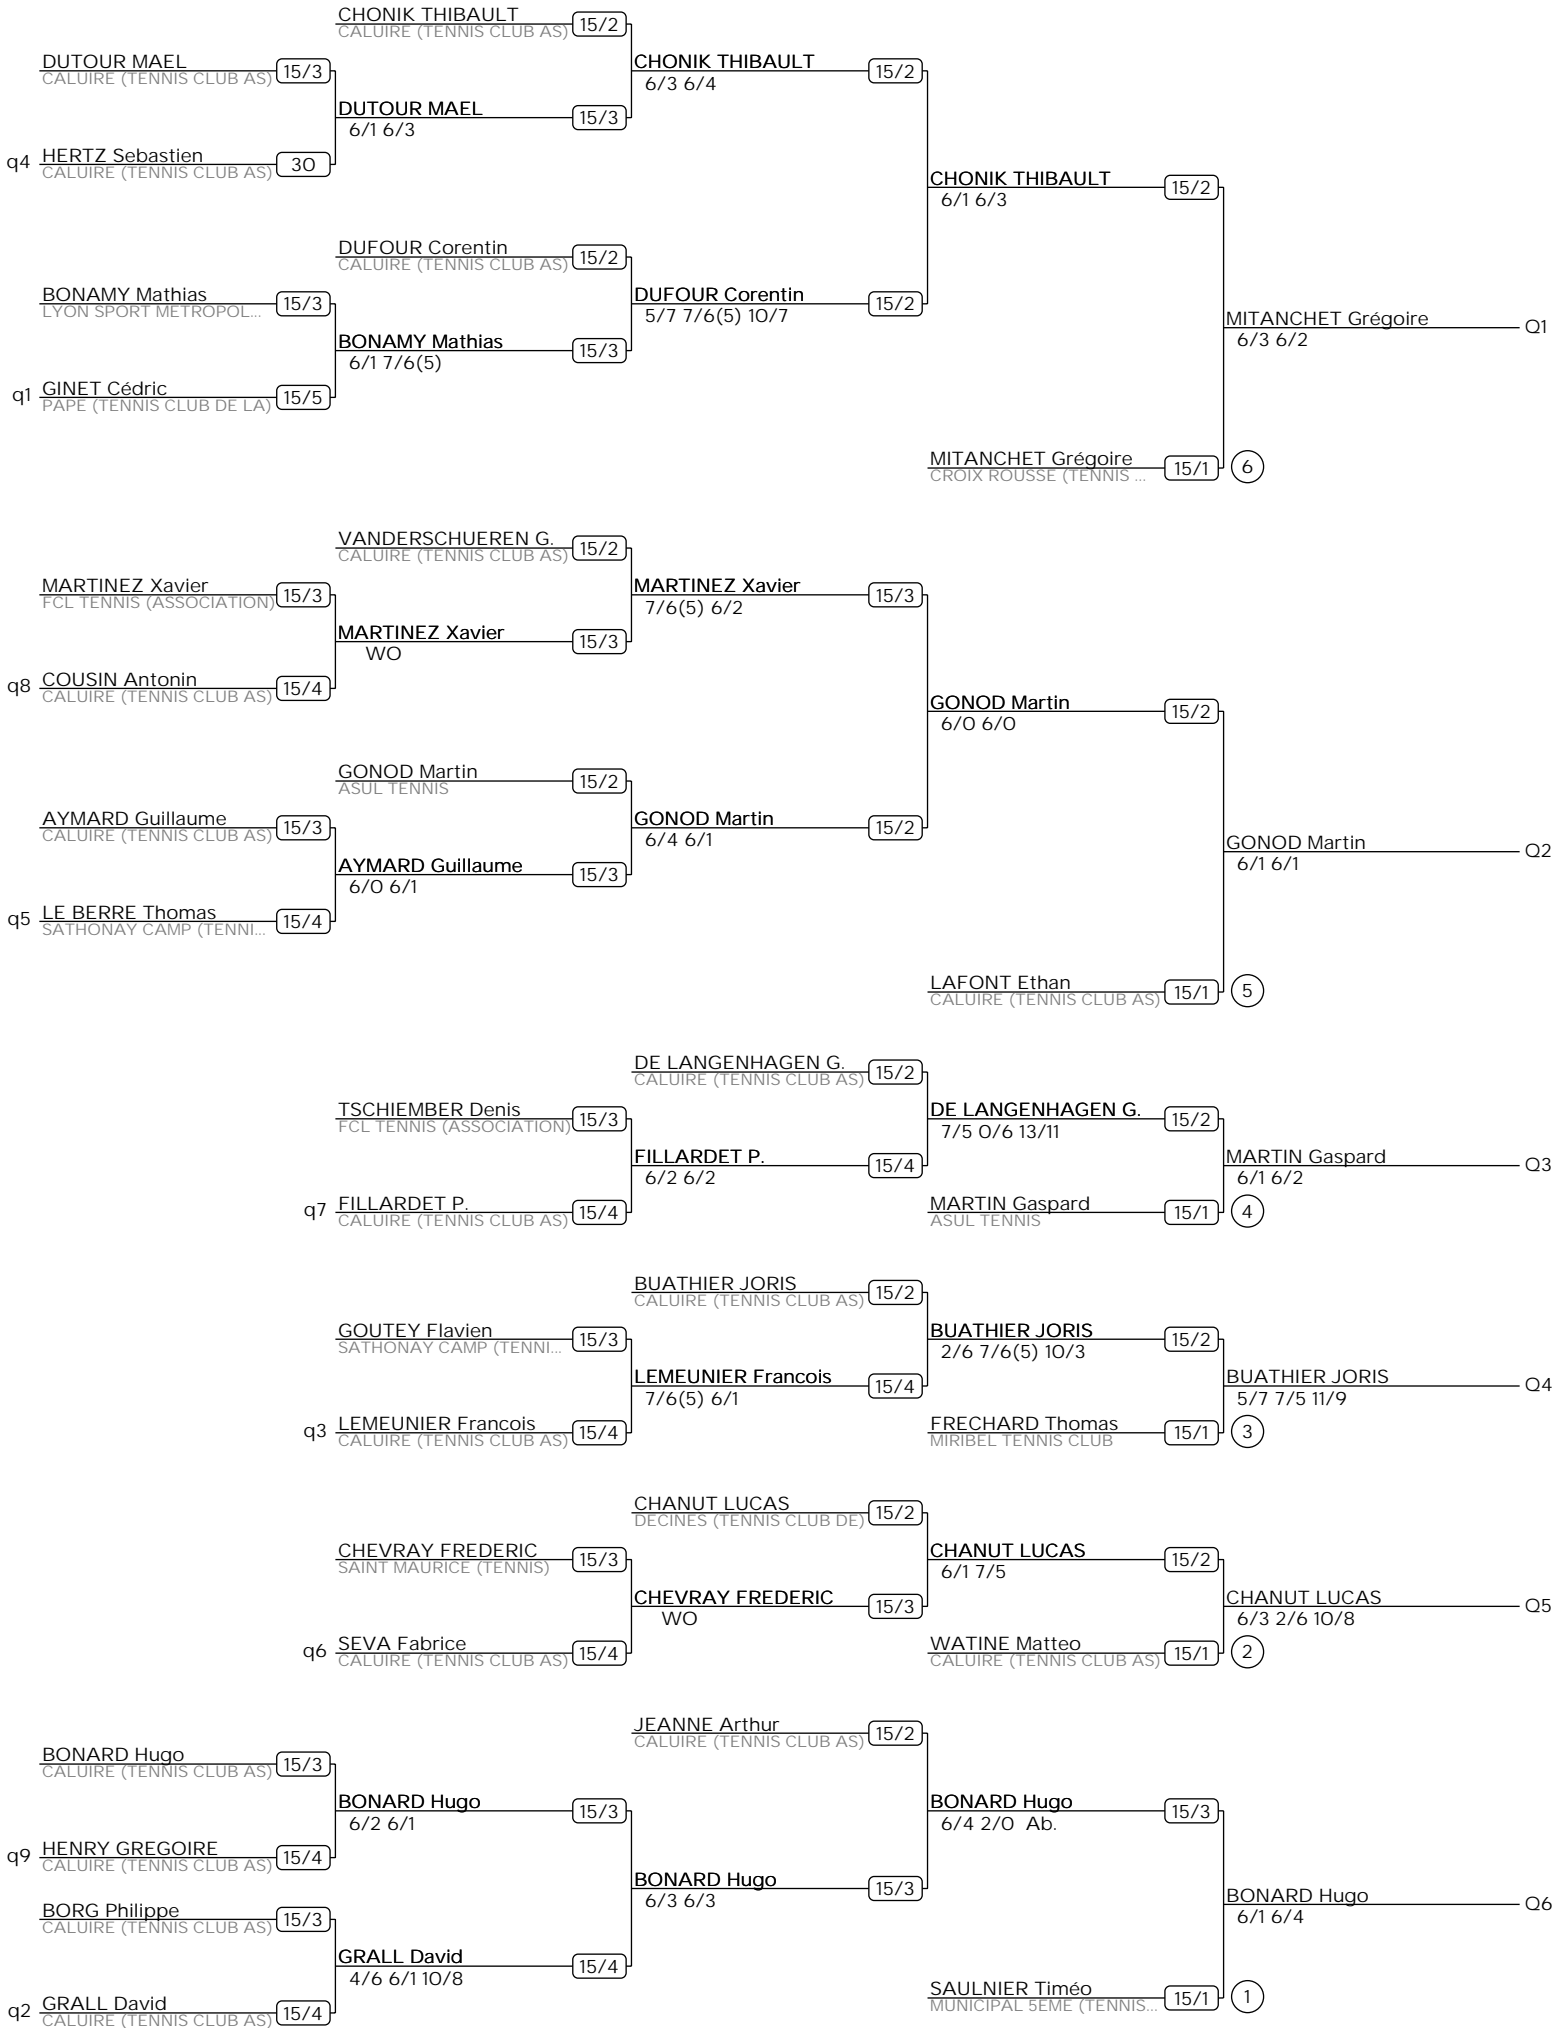 CHONIK THIBAULT
CALUIRE (TENNIS CLUB AS)
15/2
DUTOUR MAEL
CALUIRE (TENNIS CLUB AS)
15/3
CHONIK THIBAULT
6/3 6/4
15/2
DUTOUR MAEL
6/1 6/3
15/3
q4
HERTZ Sebastien
CALUIRE (TENNIS CLUB AS)
30
CHONIK THIBAULT
6/1 6/3
15/2
DUFOUR Corentin
CALUIRE (TENNIS CLUB AS)
15/2
BONAMY Mathias
LYON SPORT METROPOL...
15/3
DUFOUR Corentin
5/7 7/6(5) 10/7
15/2
MITANCHET Grégoire
6/3 6/2
Q1
BONAMY Mathias
6/1 7/6(5)
15/3
q1
GINET Cédric
PAPE (TENNIS CLUB DE LA)
15/5
MITANCHET Grégoire
CROIX ROUSSE (TENNIS ...
15/1
6
VANDERSCHUEREN G.
CALUIRE (TENNIS CLUB AS)
15/2
MARTINEZ Xavier
FCL TENNIS (ASSOCIATION)
15/3
MARTINEZ Xavier
7/6(5) 6/2
15/3
MARTINEZ Xavier
WO
15/3
q8
COUSIN Antonin
CALUIRE (TENNIS CLUB AS)
15/4
GONOD Martin
6/0 6/0
15/2
GONOD Martin
ASUL TENNIS
15/2
AYMARD Guillaume
CALUIRE (TENNIS CLUB AS)
15/3
GONOD Martin
6/4 6/1
15/2
GONOD Martin
6/1 6/1
Q2
AYMARD Guillaume
6/0 6/1
15/3
q5
LE BERRE Thomas
SATHONAY CAMP (TENNI...
15/4
LAFONT Ethan
CALUIRE (TENNIS CLUB AS)
15/1
5
DE LANGENHAGEN G.
CALUIRE (TENNIS CLUB AS)
15/2
TSCHIEMBER Denis
FCL TENNIS (ASSOCIATION)
15/3
DE LANGENHAGEN G.
7/5 0/6 13/11
15/2
FILLARDET P.
6/2 6/2
15/4
MARTIN Gaspard
6/1 6/2
Q3
q7
FILLARDET P.
CALUIRE (TENNIS CLUB AS)
15/4
MARTIN Gaspard
ASUL TENNIS
15/1
4
BUATHIER JORIS
CALUIRE (TENNIS CLUB AS)
15/2
GOUTEY Flavien
SATHONAY CAMP (TENNI...
15/3
BUATHIER JORIS
2/6 7/6(5) 10/3
15/2
LEMEUNIER Francois
7/6(5) 6/1
15/4
BUATHIER JORIS
5/7 7/5 11/9
Q4
q3
LEMEUNIER Francois
CALUIRE (TENNIS CLUB AS)
15/4
FRECHARD Thomas
MIRIBEL TENNIS CLUB
15/1
3
CHANUT LUCAS
DECINES (TENNIS CLUB DE)
15/2
CHEVRAY FREDERIC
SAINT MAURICE (TENNIS)
15/3
CHANUT LUCAS
6/1 7/5
15/2
CHEVRAY FREDERIC
WO
15/3
CHANUT LUCAS
6/3 2/6 10/8
Q5
q6
SEVA Fabrice
CALUIRE (TENNIS CLUB AS)
15/4
WATINE Matteo
CALUIRE (TENNIS CLUB AS)
15/1
2
JEANNE Arthur
CALUIRE (TENNIS CLUB AS)
15/2
BONARD Hugo
CALUIRE (TENNIS CLUB AS)
15/3
BONARD Hugo
6/2 6/1
15/3
BONARD Hugo
6/4 2/0 Ab.
15/3
q9
HENRY GREGOIRE
CALUIRE (TENNIS CLUB AS)
15/4
BONARD Hugo
6/3 6/3
15/3
BONARD Hugo
6/1 6/4
Q6
BORG Philippe
CALUIRE (TENNIS CLUB AS)
15/3
GRALL David
4/6 6/1 10/8
15/4
SAULNIER Timéo
MUNICIPAL 5EME (TENNIS...
15/1
1
q2
GRALL David
CALUIRE (TENNIS CLUB AS)
15/4